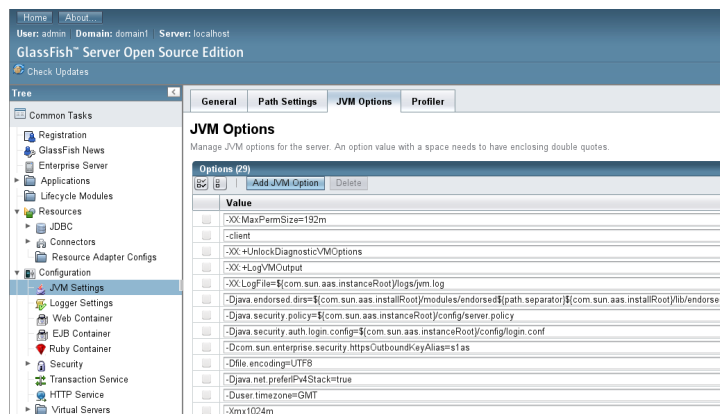 Home About...
User: admin Domain: domain1 Server: localhost
GlassFish™ Server Open Source Edition
Check Updates
Tree
Common Tasks
Registration
GlassFish News
Enterprise Server
Applications
Lifecycle Modules
Resources
JDBC
Connectors
Resource Adapter Configs
Configuration
JVM Settings
Logger Settings
Web Container
EJB Container
Ruby Container
Security
Transaction Service
HTTP Service
Virtual Servers
General Path Settings JVM Options Profiler
JVM Options
Manage JVM options for the server. An option value with a space needs to have enclosing double quotes.
Options (29)
Add JVM Option Delete
Value
-XX:MaxPermSize=192m
-client
-XX:+UnlockDiagnosticVMOptions
-XX:+LogVMOutput
-XX:LogFile=${com.sun.aas.instanceRoot}/logs/jvm.log
-Djava.endorsed.dirs=${com.sun.aas.installRoot}/modules/endorsed${path.separator}${com.sun.aas.installRoot}/lib/endorse
-Djava.security.policy=${com.sun.aas.instanceRoot}/config/server.policy
-Djava.security.auth.login.config=${com.sun.aas.instanceRoot}/config/login.conf
-Dcom.sun.enterprise.security.httpsOutboundKeyAlias=s1as
-Dfile.encoding=UTF8
-Djava.net.preferIPv4Stack=true
-Duser.timezone=GMT
-Xmx1024m